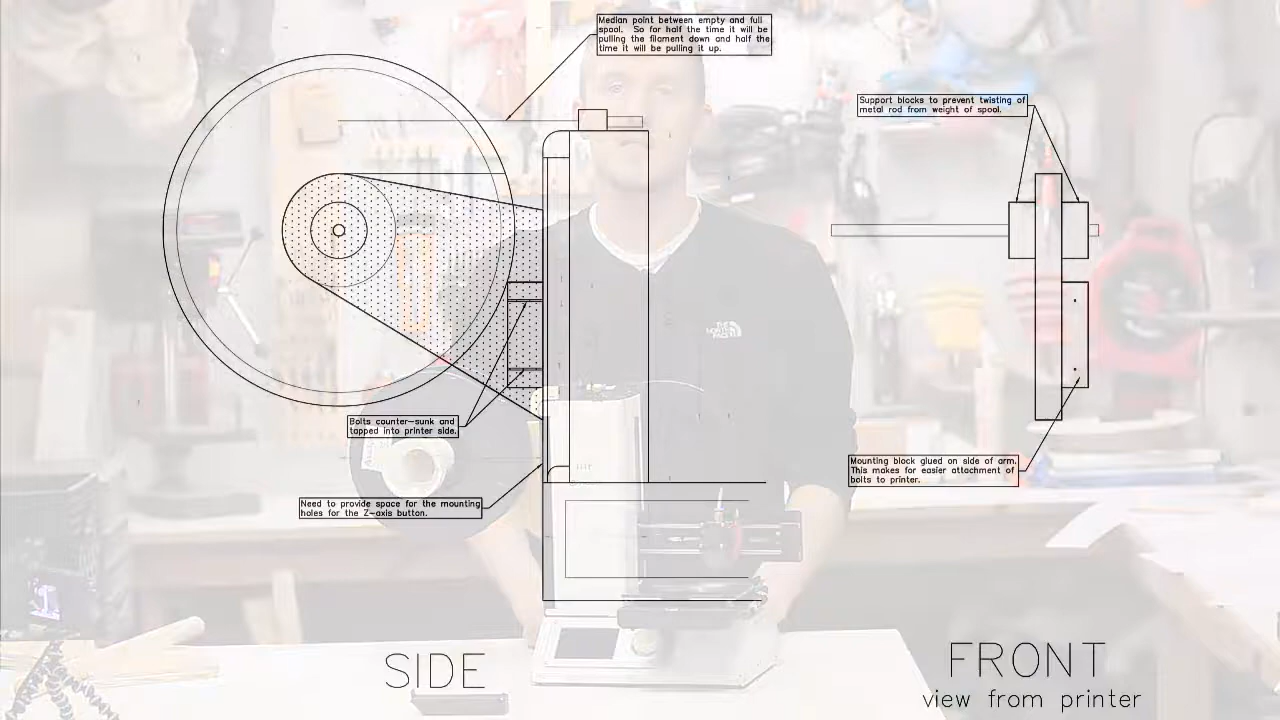 Median point between empty and full
spool. So for half the time it will be
pulling the filament down and half the
time it will be pulling it up.
Support blocks to prevent twisting of
metal rod from weight of spool.
THE
NORTH
FACE
Bolts counter-sunk and
tapped into printer side.
Mounting block glued on side of arm.
This makes for easier attachment of
bolts to printer.
Need to provide space for the mounting
holes for the Z-axis button.
SIDE
FRONT
view from printer